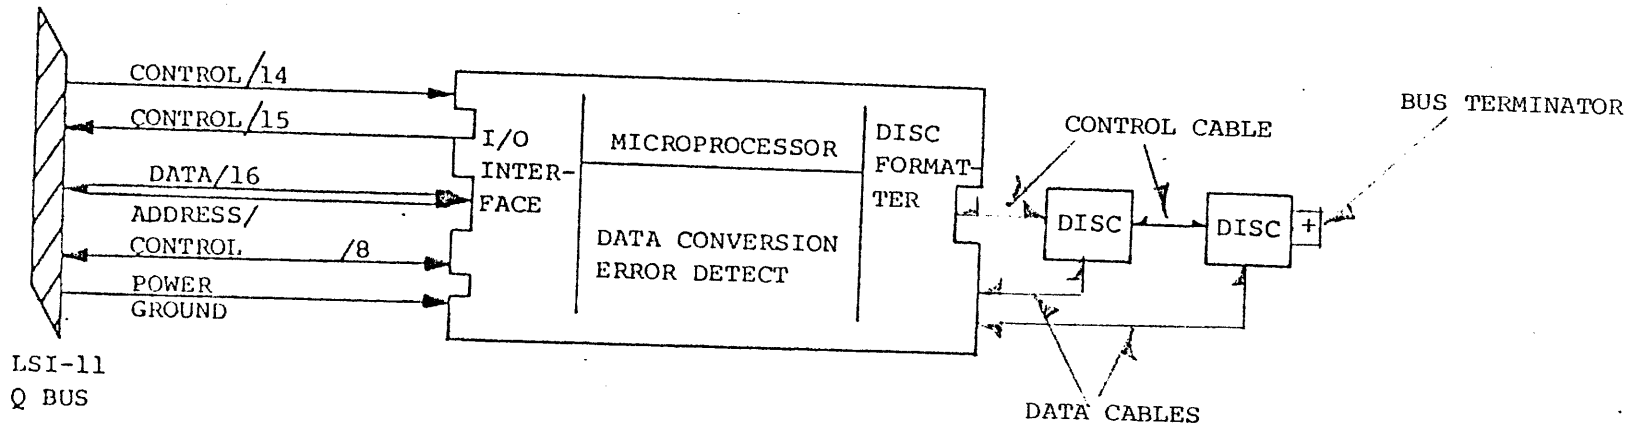 CONTROL/14
CONTROL/15
DATA/16
ADDRESS/
CONTROL /8
POWER
GROUND
LSI-11
Q BUS
I/O
INTER-
FACE
MICROPROCESSOR
DATA CONVERSION
ERROR DETECT
DISC
FORMAT-
TER
CONTROL CABLE
BUS TERMINATOR
DISC
DISC
+
DATA CABLES